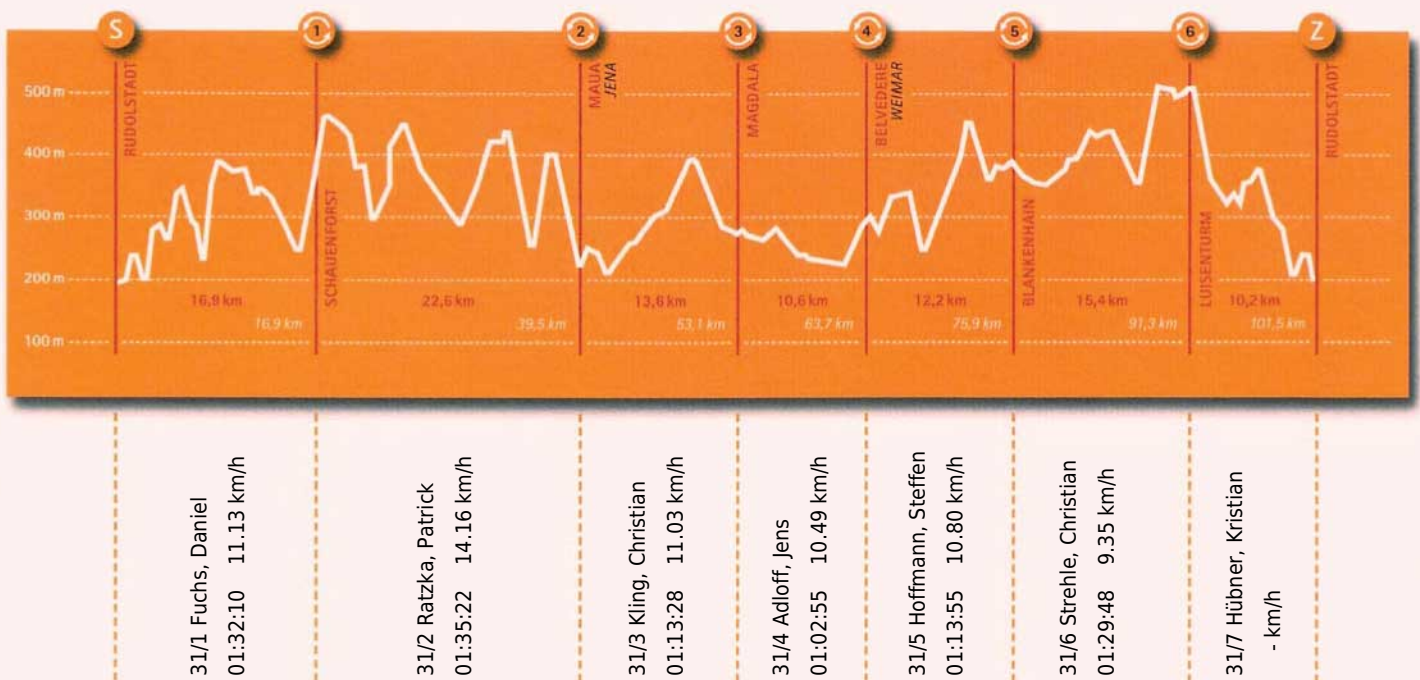 S
1
2
3
4
5
6
Z
500 m
400 m
300 m
200 m
100 m
RUDOLSTADT
SCHAUENFORST
MAUA
JENA
MAGDALA
BELVEDERE
WEIMAR
BLANKENHAIN
LUISENTURM
RUDOLSTADT
16,9 km
22,6 km
13,6 km
10,6 km
12,2 km
15,4 km
10,2 km
16,9 km
39,5 km
53,1 km
63,7 km
75,9 km
91,3 km
101,5 km
31/1 Fuchs, Daniel
01:32:10 11.13 km/h
31/2 Ratzka, Patrick
01:35:22 14.16 km/h
31/3 Kling, Christian
01:13:28 11.03 km/h
31/4 Adloff, Jens
01:02:55 10.49 km/h
31/5 Hoffmann, Steffen
01:13:55 10.80 km/h
31/6 Strehle, Christian
01:29:48 9.35 km/h
31/7 Hübner, Kristian
- km/h